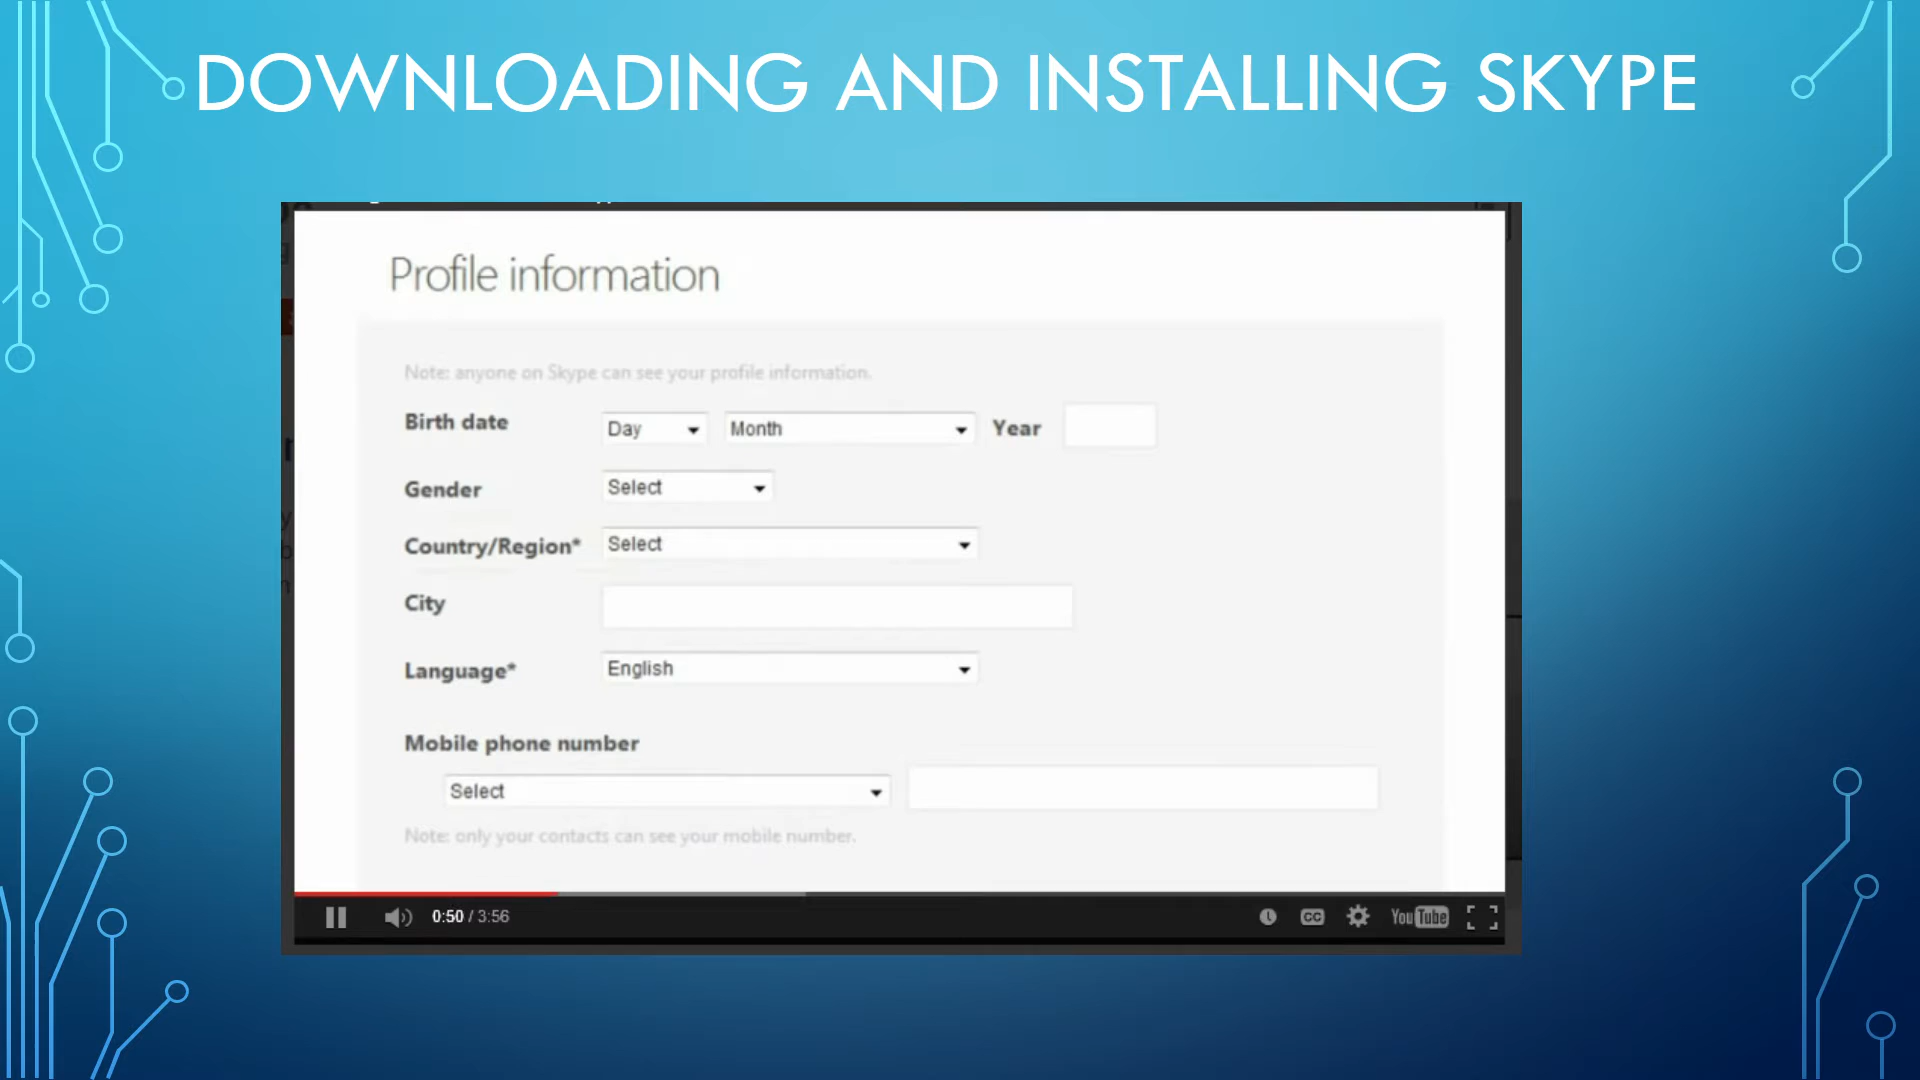 DOWNLOADING AND INSTALLING SKYPE
Profile information
Note: anyone on Skype can see your profile information.
Birth date Day Month Year
Gender Select
Country/Region* Select
City
Language* English
Mobile phone number
Select
Note: only your contacts can see your mobile number.
0:50 / 3:56 CC YouTube